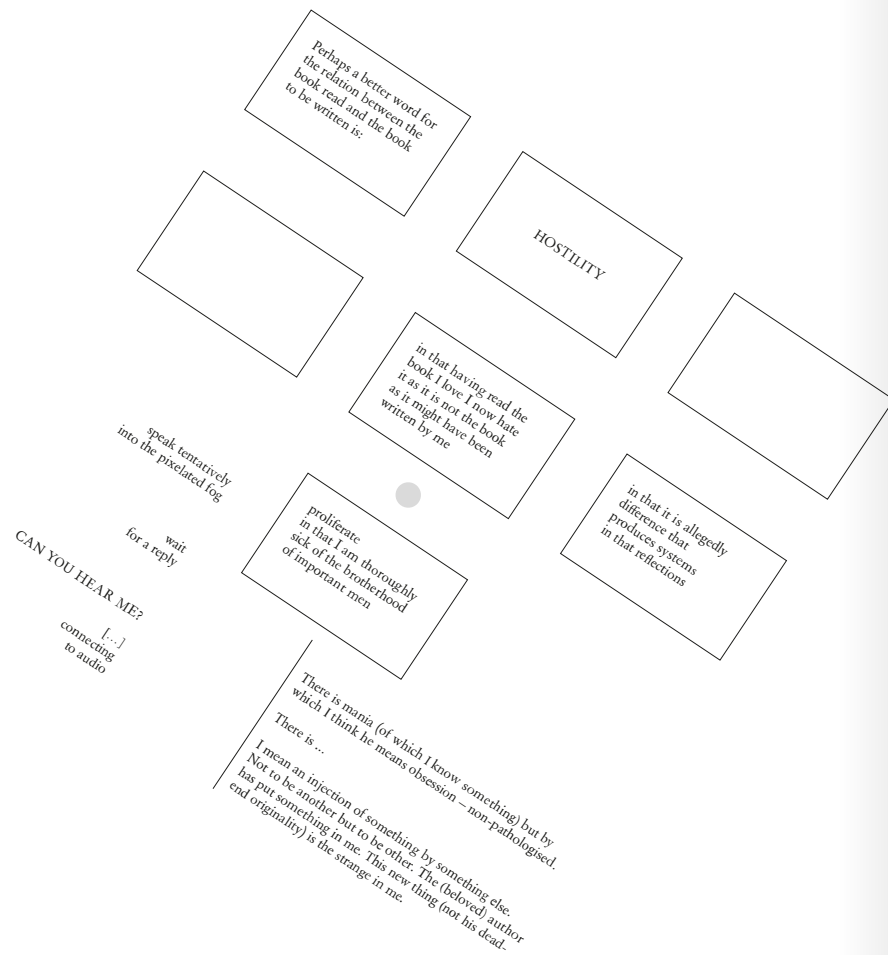 Perhaps a better word for
the relation between the
book read and the book
to be written is:
HOSTILITY
in that having read the
book I love I now hate
it as it is not the book
as it might have been
written by me
in that it is allegedly
difference that
produces systems
in that reflections
proliferate
in that I am thoroughly
sick of the brotherhood
of important men
speak tentatively
into the pixelated fog
wait
for a reply
CAN YOU HEAR ME?
[…]
connecting
to audio
There is mania (of which I know something) but by
which I think he means obsession – non-pathologised.
There is ...
I mean an injection of something by something else.
Not to be another but to be other. The (beloved) author
has put something in me. This new thing (not his dead-
end originality) is the strange in me.